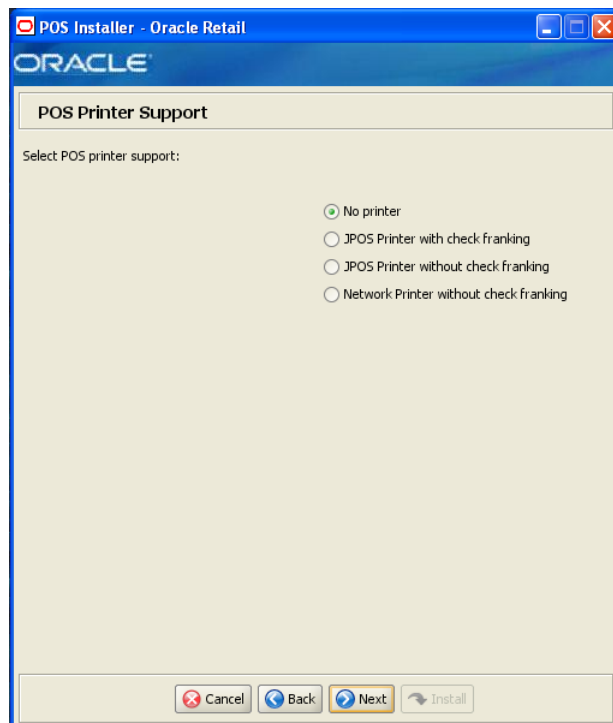 POS Installer - Oracle Retail
ORACLE
POS Printer Support
Select POS printer support:
No printer
JPOS Printer with check franking
JPOS Printer without check franking
Network Printer without check franking
Cancel
Back
Next
Install